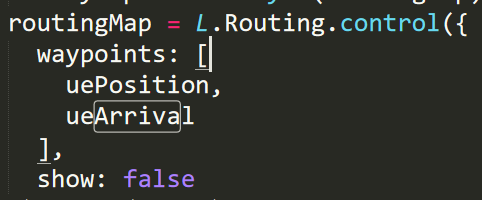 routingMap = L.Routing.control({
waypoints: [
uePosition,
ueArrival
],
show: false